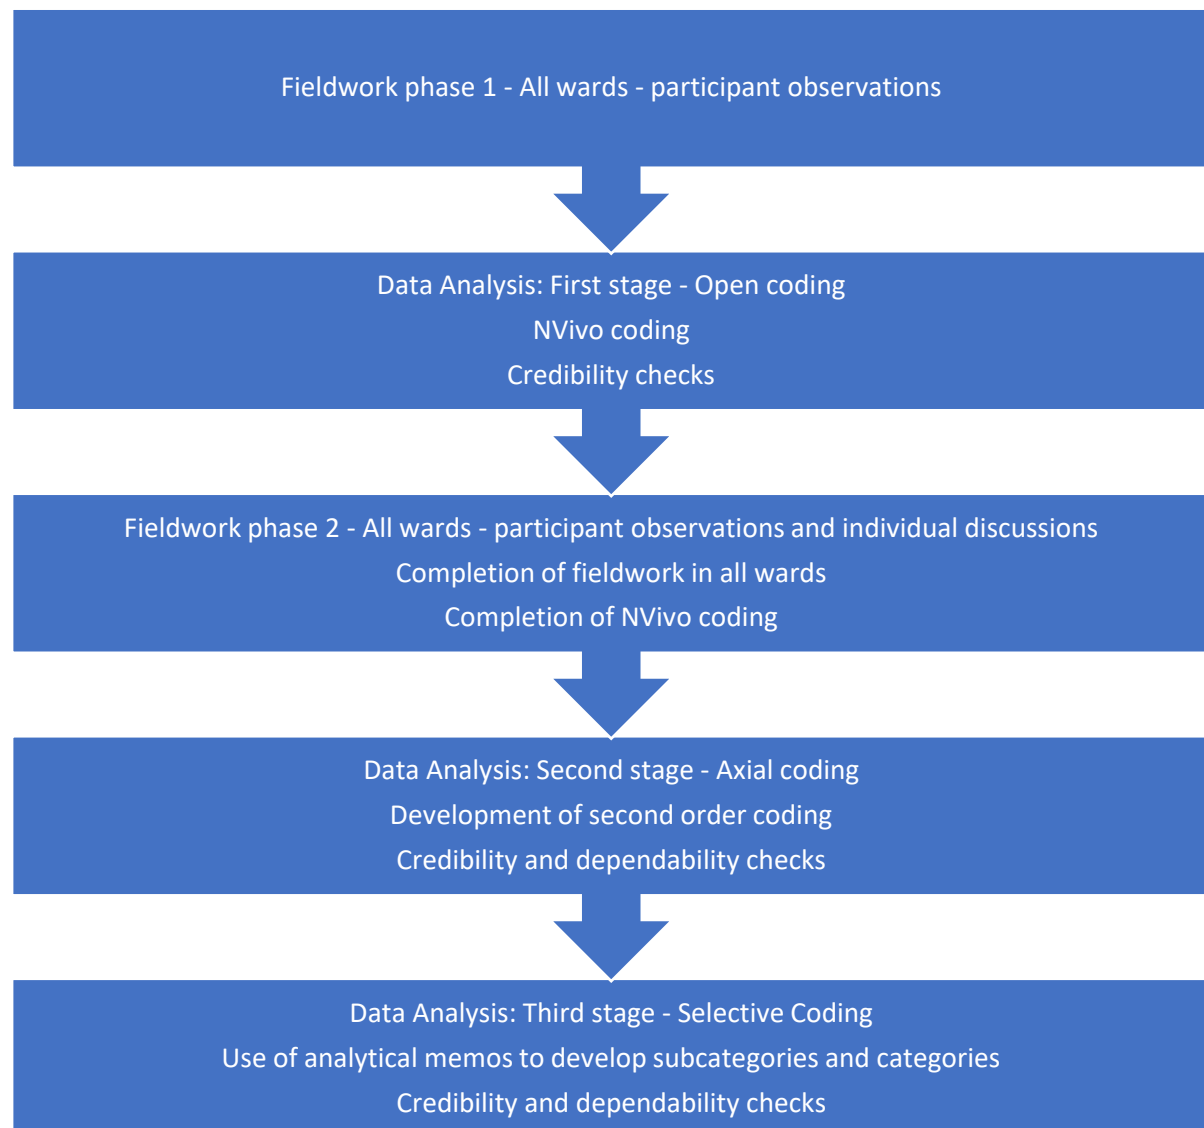 Fieldwork phase 1 - All wards - participant observations
Data Analysis: First stage - Open coding
NVivo coding
Credibility checks
Fieldwork phase 2 - All wards - participant observations and individual discussions
Completion of fieldwork in all wards
Completion of NVivo coding
Data Analysis: Second stage - Axial coding
Development of second order coding
Credibility and dependability checks
Data Analysis: Third stage - Selective Coding
Use of analytical memos to develop subcategories and categories
Credibility and dependability checks